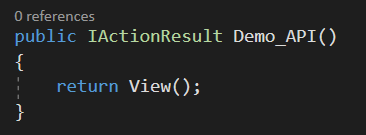 0 references
public IActionResult Demo_API()
{
return View();
}